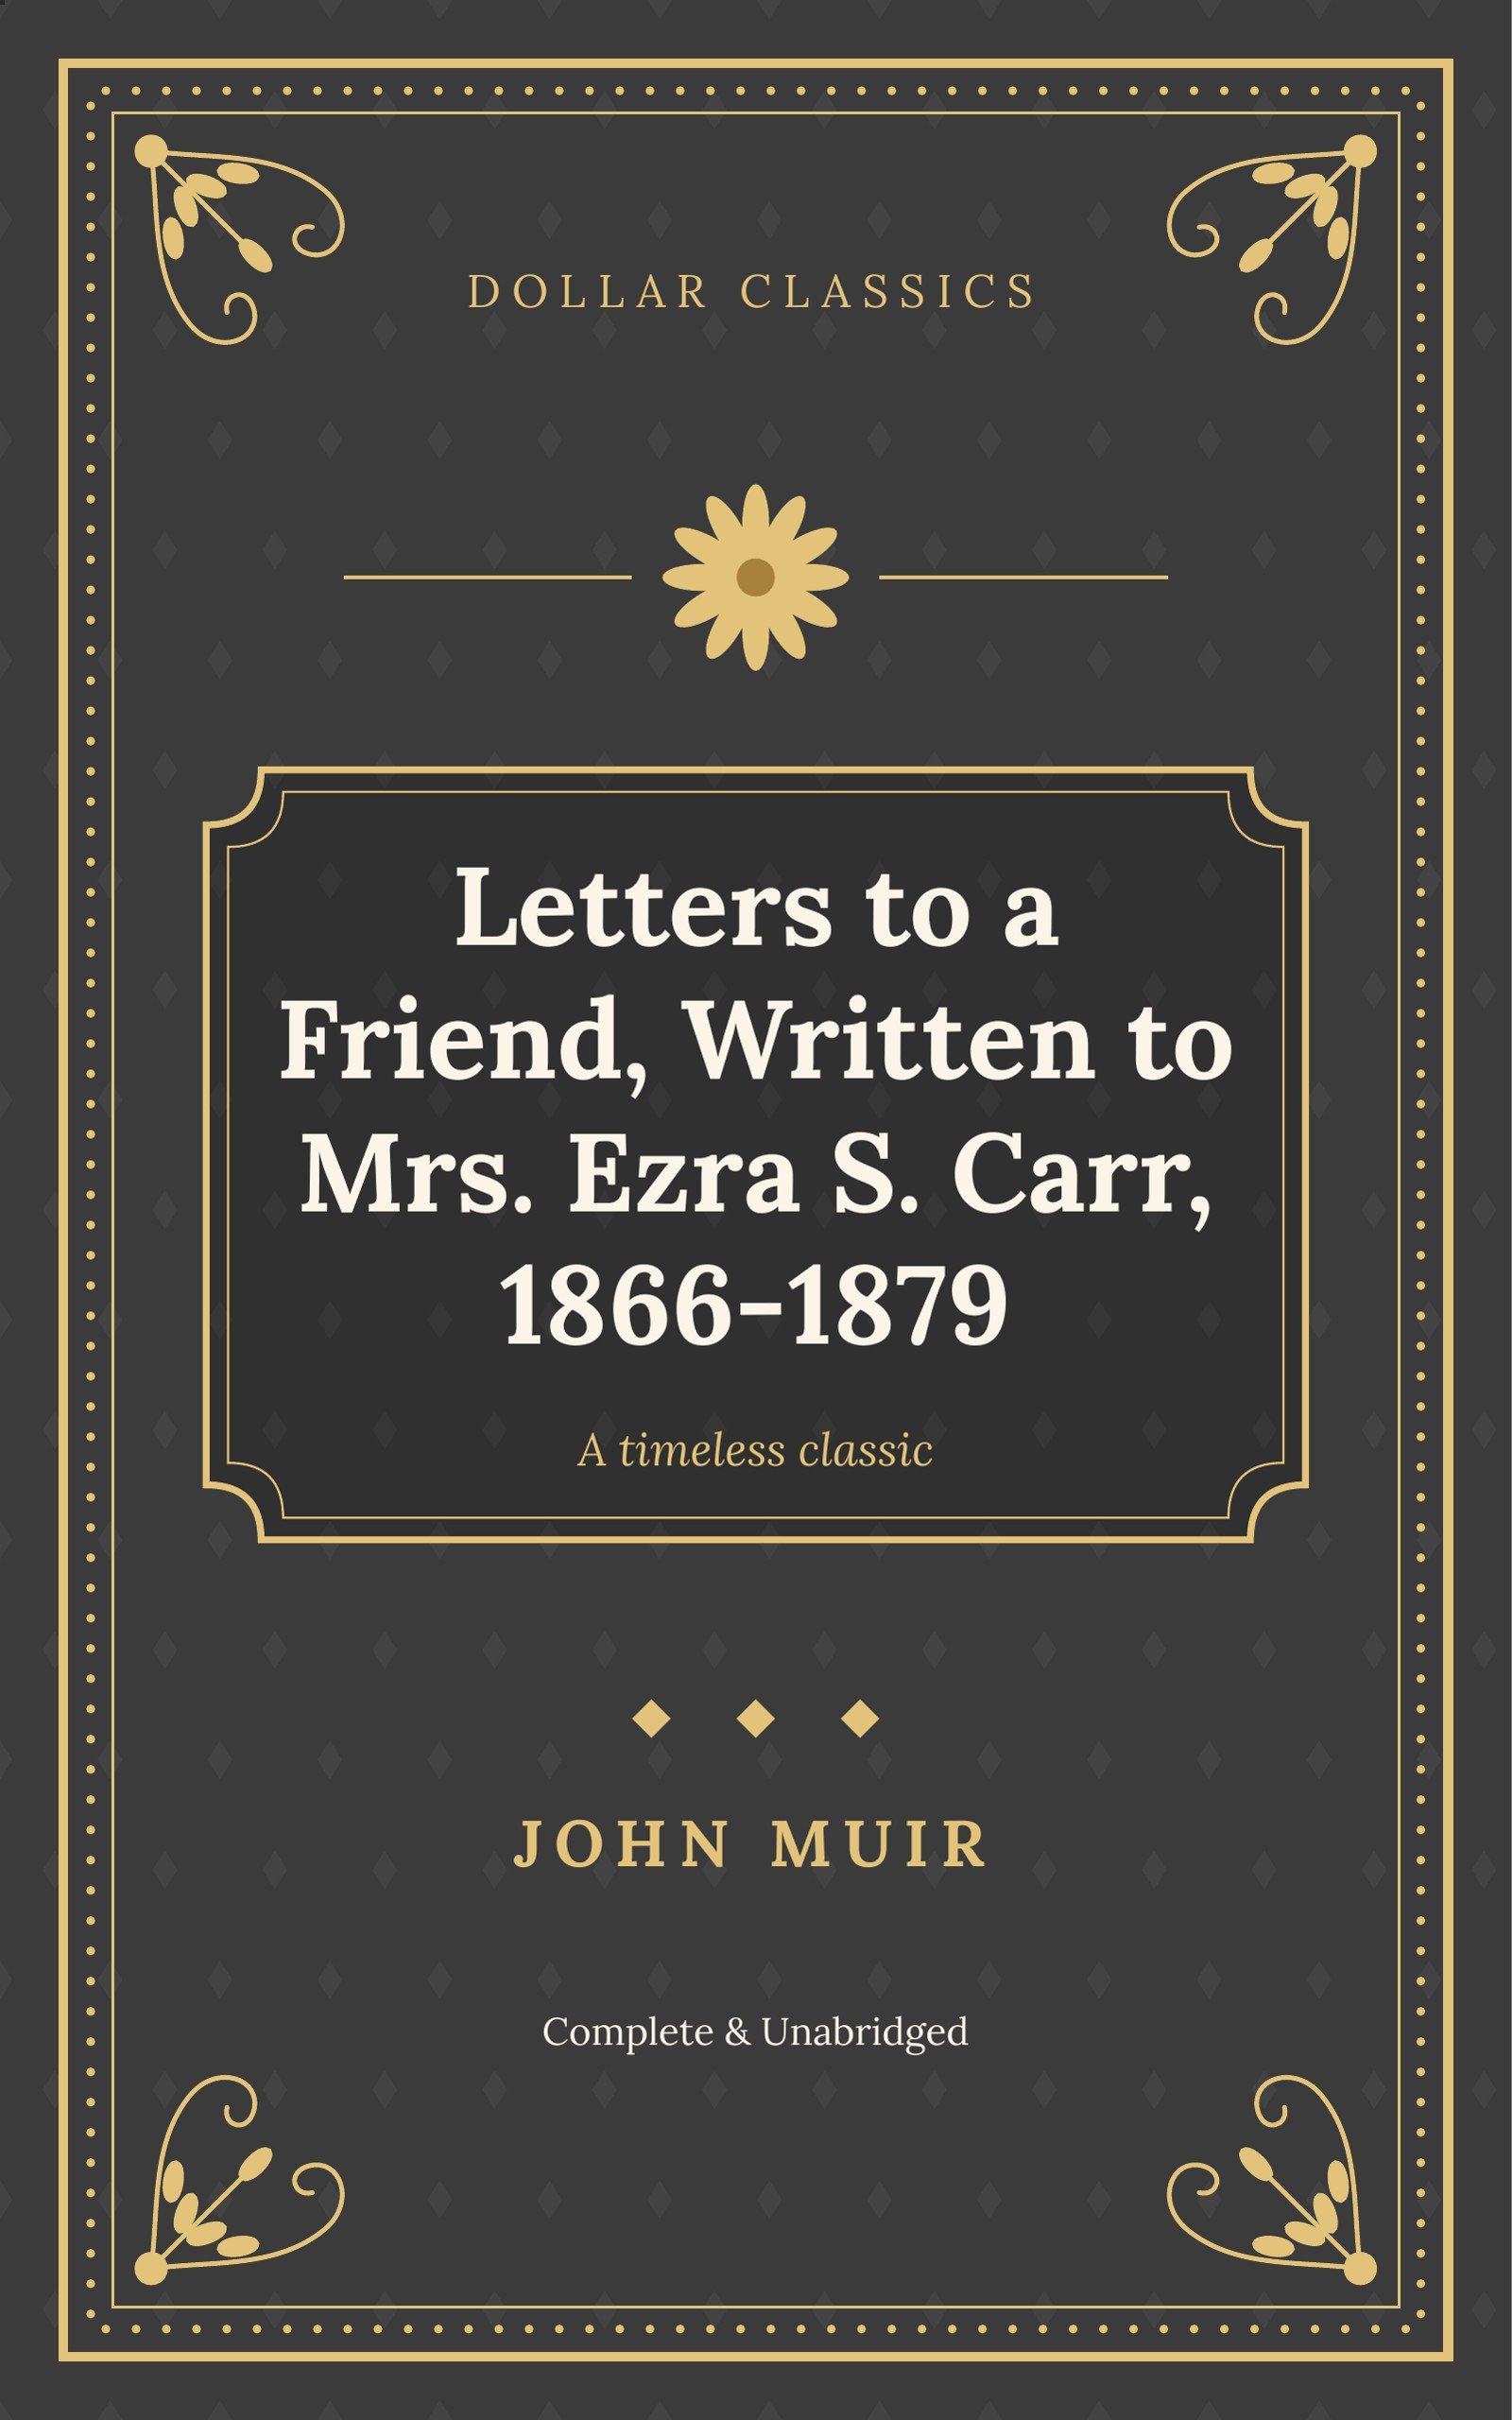 DOLLAR CLASSICS
Letters to a
Friend, Written to
Mrs. Ezra S. Carr,
1866–1879
A timeless classic
JOHN MUIR
Complete & Unabridged